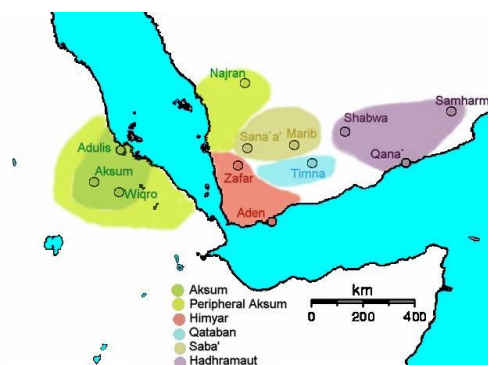 Najran
Samharm
Shabwa
Sana`a'
Marib
Adulis
Qana`
Aksum
Zafar
Timna
Wiqro
Aden
Aksum
Peripheral Aksum
Himyar
Qataban
Saba'
Hadhramaut
km
0 200 400